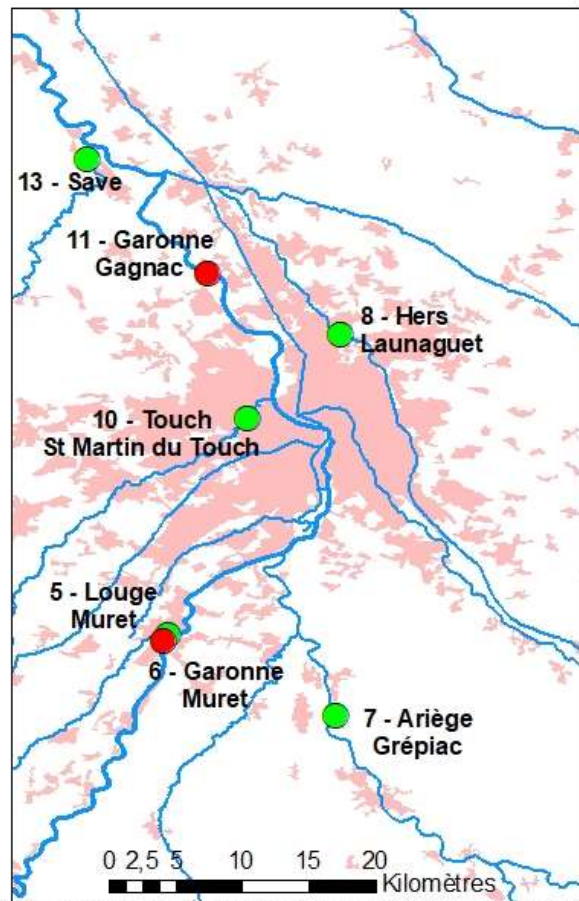 13 - Save
11 - Garonne
Gagnac
8 - Hers
Launaguet
10 - Touch
St Martin du Touch
5 - Louge
Muret
6 - Garonne
Muret
7 - Ariège
Grépiac
0 2,5 5 10 15 20
Kilomètres